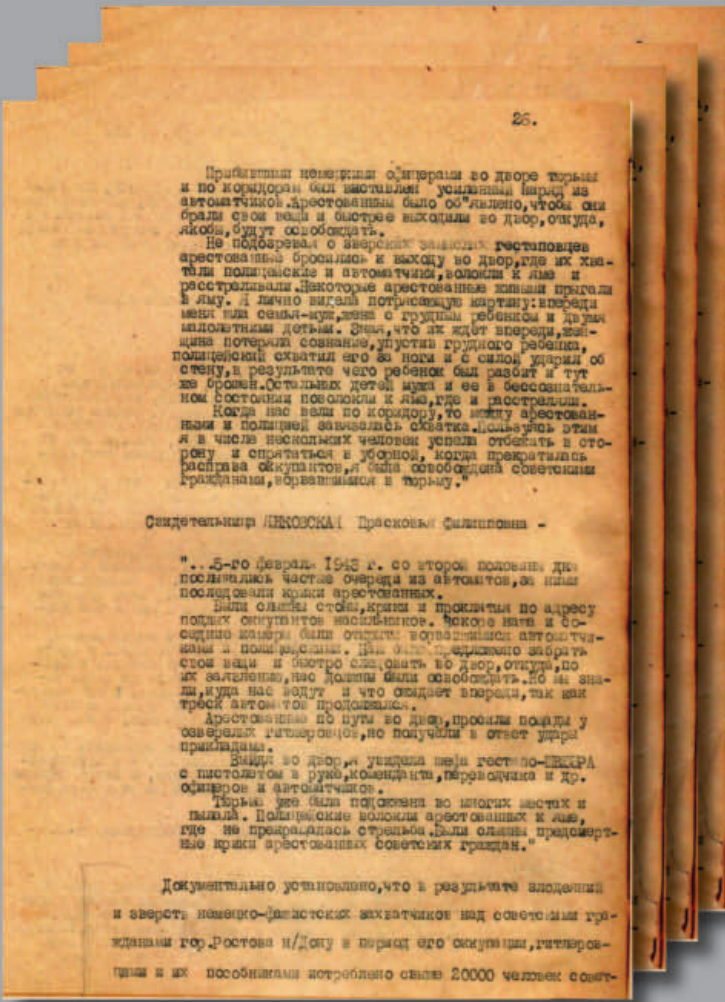 26.
Прибывшими немецкими офицерами во дворе тюрьмы
и по коридорам был выставлен усиленный наряд из
автоматчиков.Арестованным было об"явлено,чтобы они
брали свои вещи и быстрее выходили во двор,откуда,
якобы,будут освобождать.
Не подозревая о зверских замыслах гестаповцев
арестованные бросились к выходу во двор,где их хва-
тали полицейские и автоматчики,волокли к яме и
расстреливали.Некоторые арестованные живыми прыгали
в яму. Я лично видела потрясающую картину:впереди
меня шла семья-муж,жена с грудным ребенком и двумя
малолетними детьми. Зная,что их ждет впереди,жен-
щина потеряла сознание,упустив грудного ребенка,
полицейский схватил его за ноги и с силой ударил об
стену,в результате чего ребенок был разбит и тут
же брошен.Остальных детей мужа и ее в бессознатель-
ном состоянии поволокли к яме,где и расстреляли.
Когда нас вели по коридору,то между арестован-
ными и полицией завязалась схватка.Пользуясь этим
я в числе нескольких человек успела отбежать в сто-
рону и спрятаться в уборной, когда прекратилась
расправа оккупантов,я была освобождена советскими
гражданами,ворвавшимися в тюрьму."
Свидетельница ЯНКОВСКАЯ Прасковья Филипповна -
"...5-го февраля 1943 г. со второй половины дня
послышались частые очереди из автоматов,за ними
последовали крики арестованных.
Были слышны стоны,крики и проклятия по адресу
подлых оккупантов насильников. Вскоре наша и со-
седние камеры были открыты ворвавшимися автоматчи-
ками и полицейскими. Нам было предложено забрать
свои вещи и быстро следовать во двор,откуда,по
их заявлению,нас должны были освобождать.Но мы зна-
ли,куда нас ведут и что ожидает впереди,так как
треск автоматов продолжался.
Арестованные по пути во двор,просили пощады у
озверелых гитлеровцев,но получали в ответ удары
прикладами.
Выйдя во двор,я увидела шефа гестапо-
с пистолетом в руке,коменданта,переводчика и др.
офицеров и автоматчиков.
Тюрьма уже была подожжена во многих местах и
пылала. Полицейские волокли арестованных к яме,
где не прекращалась стрельба.Были слышны предсмерт-
ные крики арестованных советских граждан."
Документально установлено,что в результате злодеяний
и зверств немецко-фашистских захватчиков над советскими гра-
жданами гор.Ростова н/Дону в период его оккупации,гитлеров-
цами и их пособниками истреблено свыше 20000 человек совет-